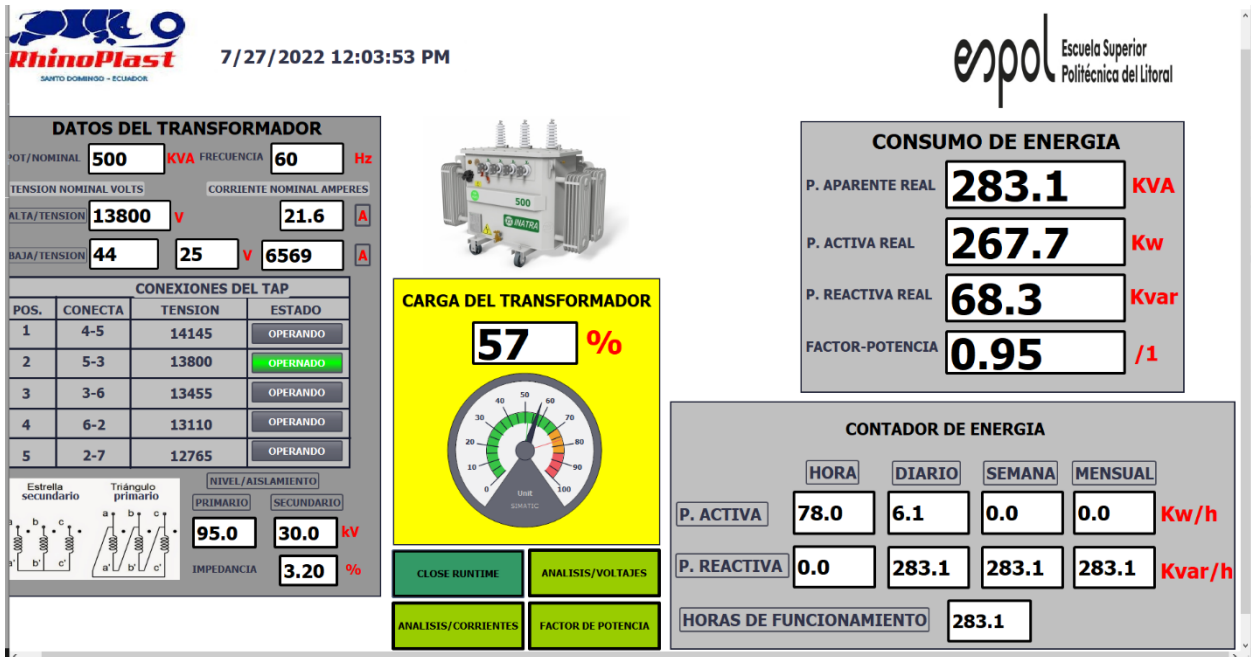 RhinoPlast
SANTO DOMINGO - ECUADOR
7/27/2022 12:03:53 PM
espol Escuela Superior
Politécnica del Litoral
DATOS DEL TRANSFORMADOR
POT/NOMINAL 500 KVA FRECUENCIA 60 Hz
TENSION NOMINAL VOLTS CORRIENTE NOMINAL AMPERES
ALTA/TENSION 13800 V 21.6 A
BAJA/TENSION 44 25 V 6569 A
CONEXIONES DEL TAP
POS. CONECTA TENSION ESTADO
1 4-5 14145 OPERANDO
2 5-3 13800 OPERNADO
3 3-6 13455 OPERANDO
4 6-2 13110 OPERANDO
5 2-7 12765 OPERANDO
Estrella
secundario
Triángulo
primario
a b c
a' b' c'
a b c
a' b' c'
NIVEL/AISLAMIENTO
PRIMARIO SECUNDARIO
95.0 30.0 kV
IMPEDANCIA 3.20 %
500
INATRA
CARGA DEL TRANSFORMADOR
57 %
0 10 20 30 40 50 60 70 80 90 100
Unit
SIMATIC
CLOSE RUNTIME ANALISIS/VOLTAJES
ANALISIS/CORRIENTES FACTOR DE POTENCIA
CONSUMO DE ENERGIA
P. APARENTE REAL 283.1 KVA
P. ACTIVA REAL 267.7 Kw
P. REACTIVA REAL 68.3 Kvar
FACTOR-POTENCIA 0.95 /1
CONTADOR DE ENERGIA
HORA DIARIO SEMANA MENSUAL
P. ACTIVA 78.0 6.1 0.0 0.0 Kw/h
P. REACTIVA 0.0 283.1 283.1 283.1 Kvar/h
HORAS DE FUNCIONAMIENTO 283.1